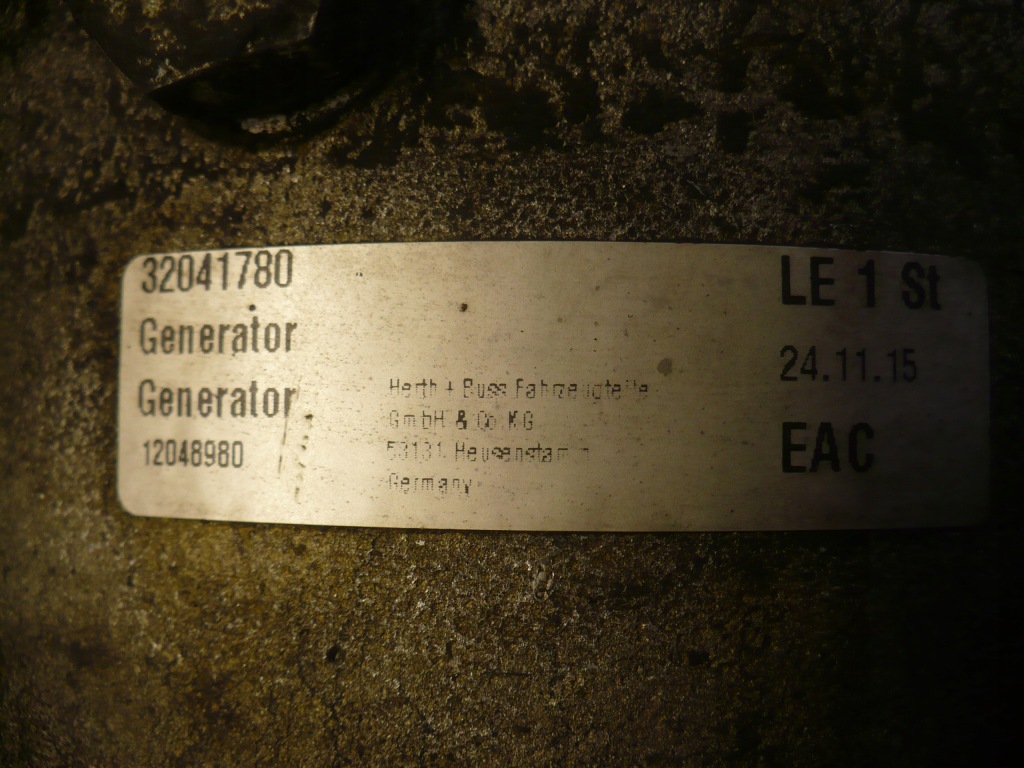 32041780
Generator
Generator
12048980
Herth + Buss Fahrzeugteile
GmbH & Co. KG
Heusenstamm
Germany
LE 1 St
24.11.15
EAC